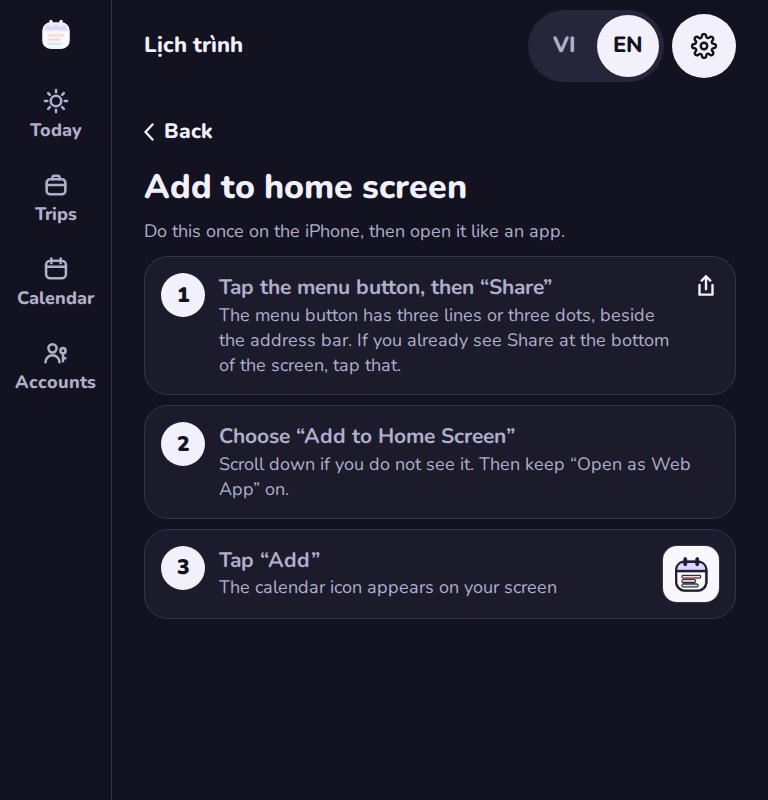 Lịch trình
VI
EN
Today
Trips
Calendar
Accounts
Back
Add to home screen
Do this once on the iPhone, then open it like an app.
1
Tap the menu button, then “Share”
The menu button has three lines or three dots, beside
the address bar. If you already see Share at the bottom
of the screen, tap that.
2
Choose “Add to Home Screen”
Scroll down if you do not see it. Then keep “Open as Web
App” on.
3
Tap “Add”
The calendar icon appears on your screen